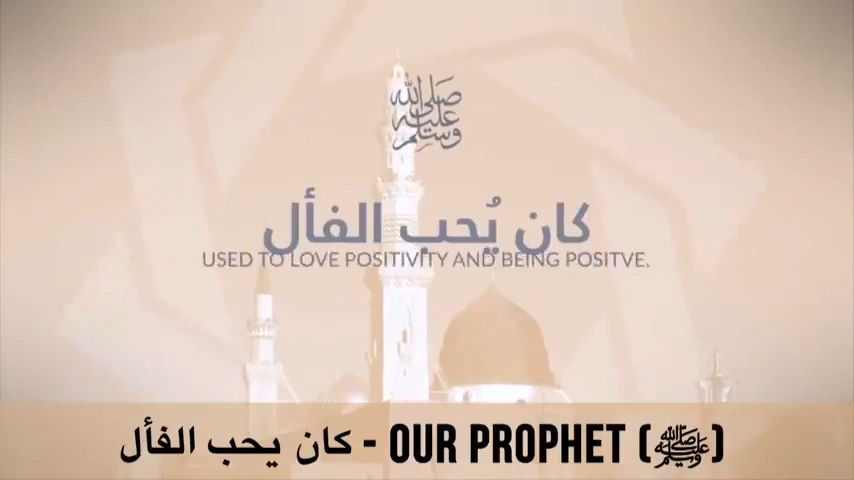 ﷺ
كان يُحب الفأل
USED TO LOVE POSITIVITY AND BEING POSITVE.
كان يحب الفأل - OUR PROPHET (ﷺ)